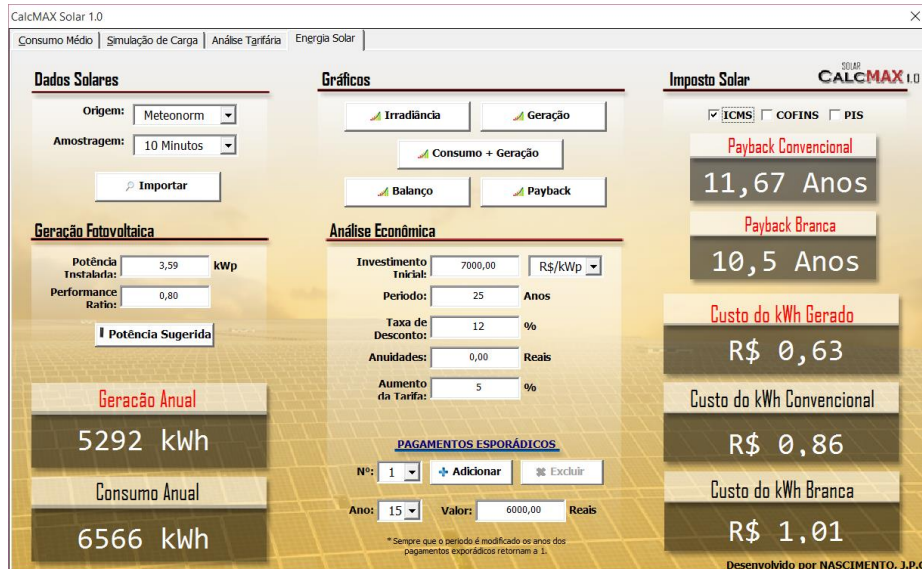 CalcMAX Solar 1.0
Consumo Médio
Simulação de Carga
Análise Tarifária
Energia Solar
Dados Solares
Origem: Meteonorm
Amostragem: 10 Minutos
Importar
Geração Fotovoltaica
Potência
Instalada: 3,59 kWp
Performance
Ratio: 0,80
Potência Sugerida
Geracão Anual
5292 kWh
Consumo Anual
6566 kWh
Gráficos
Irradiância
Geração
Consumo + Geração
Balanço
Payback
Análise Econômica
Investimento
Inicial: 7000,00 R$/kWp
Periodo: 25 Anos
Taxa de
Desconto: 12 %
Anuidades: 0,00 Reais
Aumento
da Tarifa: 5 %
PAGAMENTOS ESPORÁDICOS
Nº: 1 Adicionar Excluir
Ano: 15 Valor: 6000,00 Reais
* Sempre que o periodo é modificado os anos dos
pagamentos exporádicos retornam a 1.
Imposto Solar
SOLAR
CALCMAX 1.0
ICMS COFINS PIS
Payback Convencional
11,67 Anos
Payback Branca
10,5 Anos
Custo do kWh Gerado
R$ 0,63
Custo do kWh Convencional
R$ 0,86
Custo do kWh Branca
R$ 1,01
Desenvolvido por NASCIMENTO, J.P.